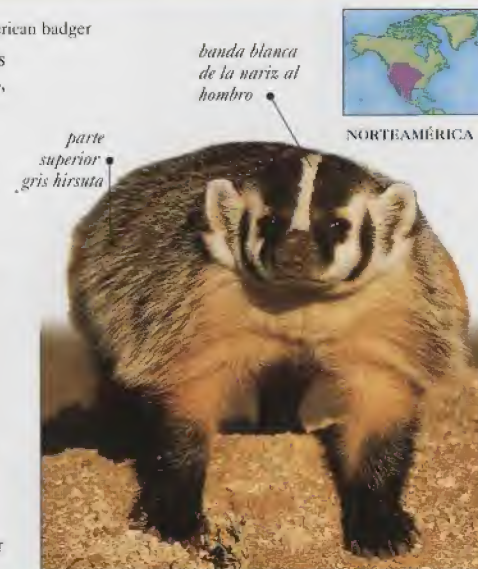 rican badger
s
,
banda blanca
de la nariz al
hombro
NORTEAMÉRICA
parte
superior
gris hirsuta
r